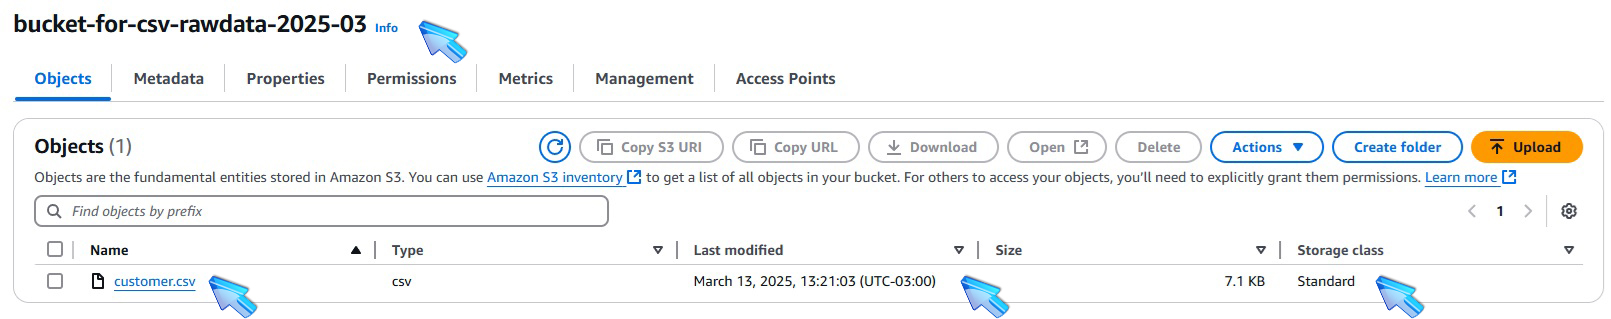 bucket-for-csv-rawdata-2025-03 Info
Objects Metadata Properties Permissions Metrics Management Access Points
Objects (1) Copy S3 URI Copy URL Download Open Delete Actions Create folder Upload
Objects are the fundamental entities stored in Amazon S3. You can use Amazon S3 inventory to get a list of all objects in your bucket. For others to access your objects, you’ll need to explicitly grant them permissions. Learn more
Find objects by prefix 1
Name Type Last modified Size Storage class
customer.csv csv March 13, 2025, 13:21:03 (UTC-03:00) 7.1 KB Standard